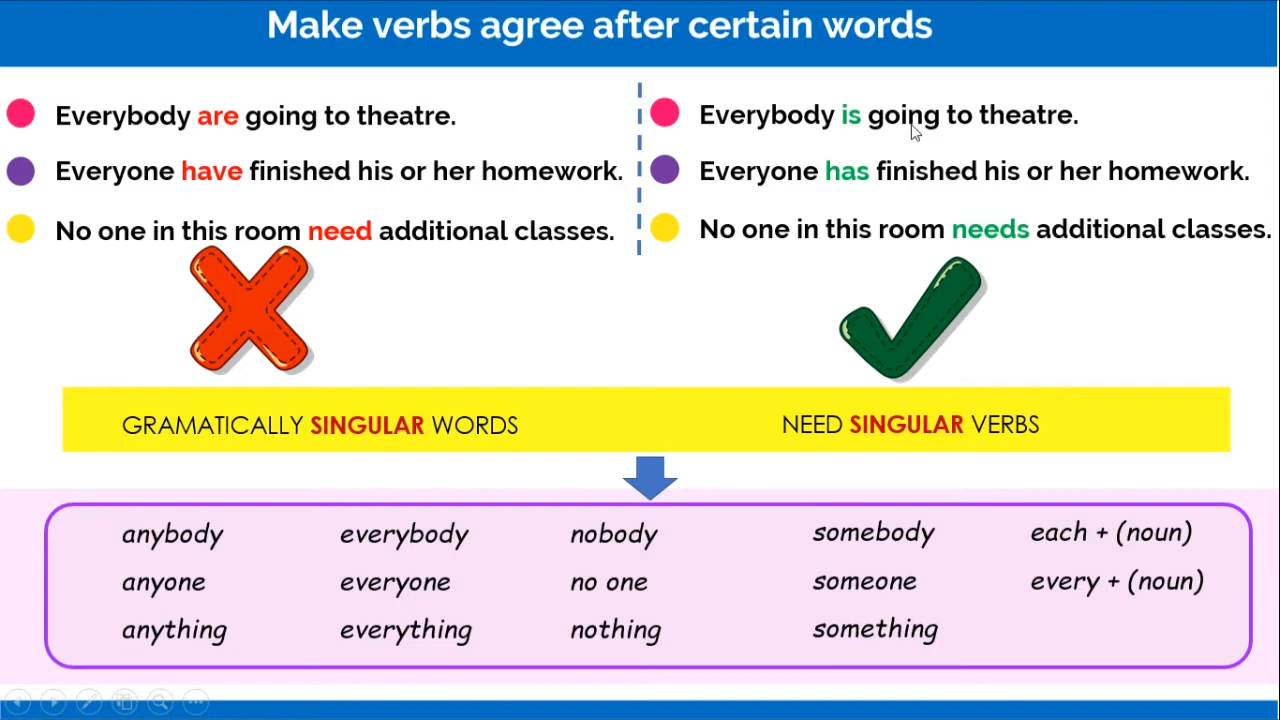 Make verbs agree after certain words
Everybody are going to theatre.
Everyone have finished his or her homework.
No one in this room need additional classes.
Everybody is going to theatre.
Everyone has finished his or her homework.
No one in this room needs additional classes.
GRAMATICALLY SINGULAR WORDS
NEED SINGULAR VERBS
anybody everybody nobody somebody each + (noun)
anyone everyone no one someone every + (noun)
anything everything nothing something